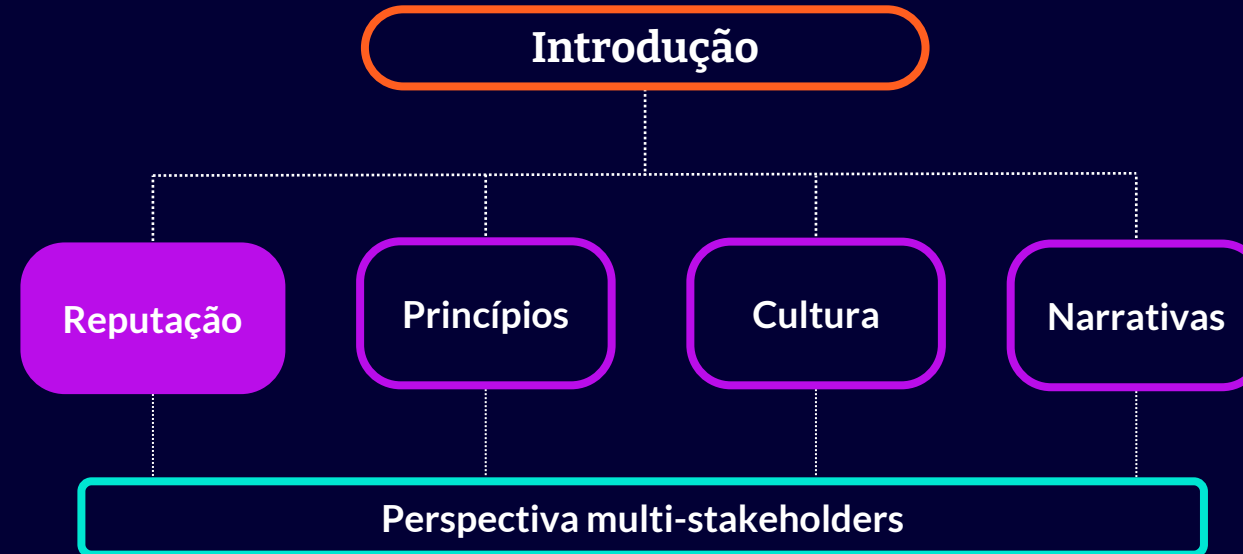 Introdução
Reputação
Princípios
Cultura
Narrativas
Perspectiva multi-stakeholders